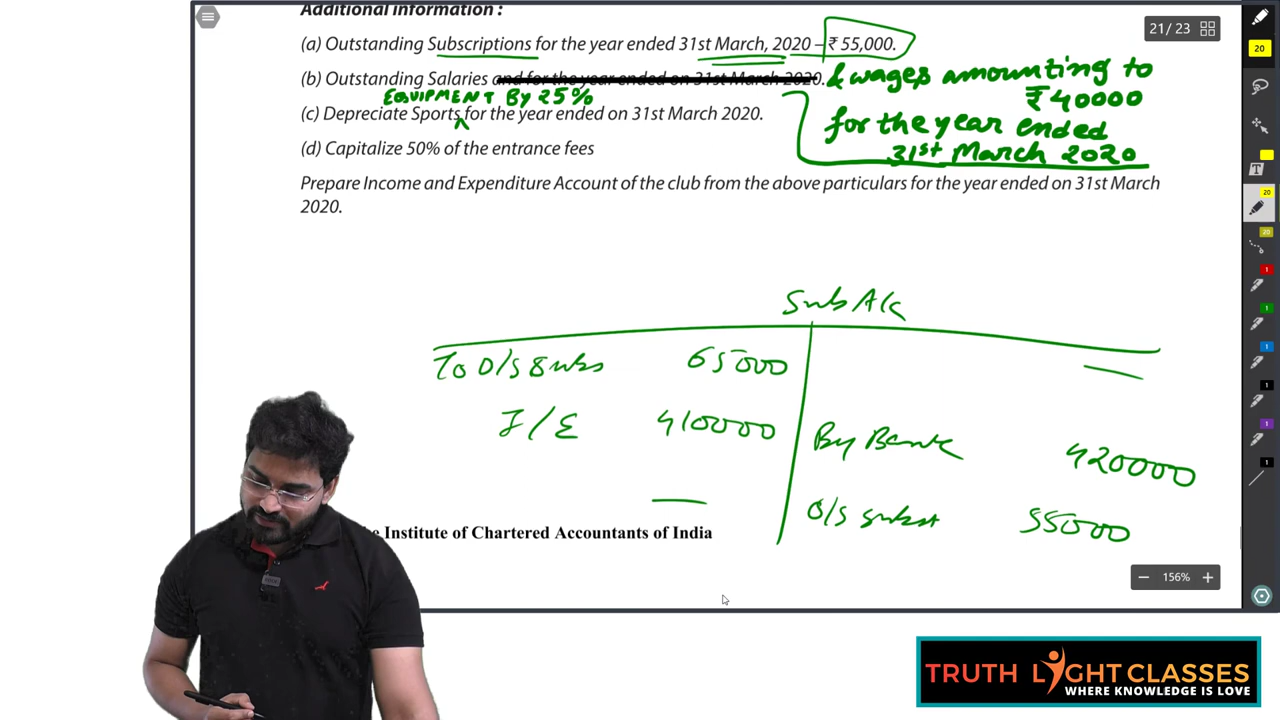 Additional information :
21 / 23
(a) Outstanding Subscriptions for the year ended 31st March, 2020 – ₹ 55,000.
(b) Outstanding Salaries and for the year ended on 31st March 2020. & wages amounting to
₹ 40000
for the year ended
31st March 2020
EQUIPMENT By 25%
(c) Depreciate Sports for the year ended on 31st March 2020.
(d) Capitalize 50% of the entrance fees
Prepare Income and Expenditure Account of the club from the above particulars for the year ended on 31st March
2020.
Sub A/c
To O/S Subs 65000
I/E 410000
By Bank 420000
O/S Subst 55000
Institute of Chartered Accountants of India
156%
TRUTH LIGHT CLASSES
WHERE KNOWLEDGE IS LOVE